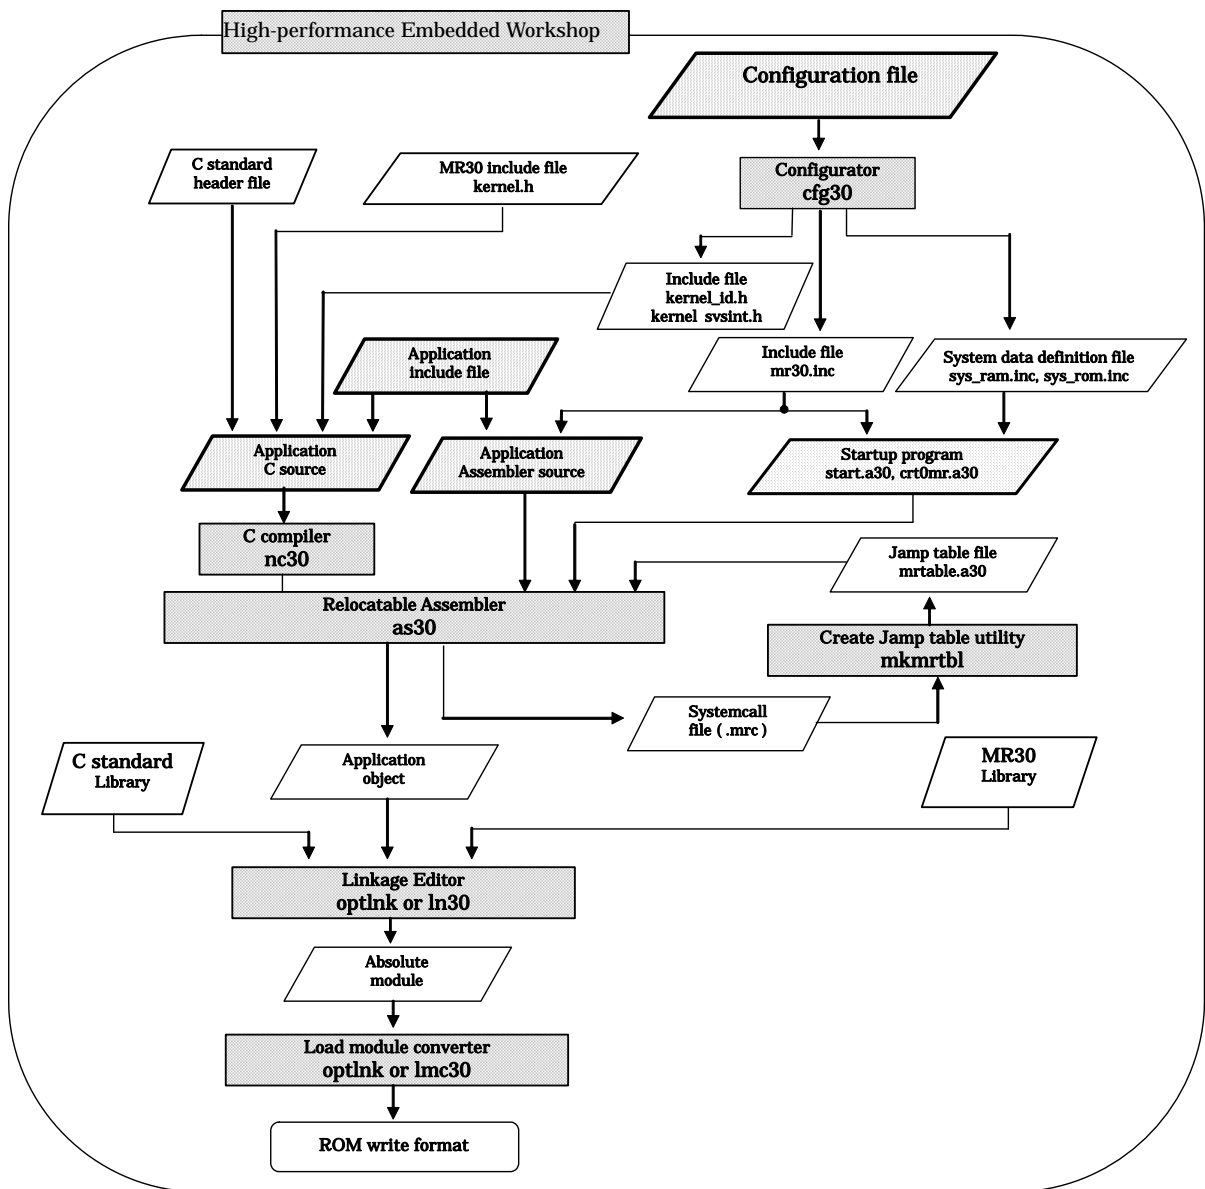 High-performance Embedded Workshop
Configuration file
C standard
header file
MR30 include file
kernel.h
Configurator
cfg30
Include file
kernel_id.h
kernel svsint.h
Application
include file
Include file
mr30.inc
System data definition file
sys_ram.inc, sys_rom.inc
Application
C source
Application
Assembler source
Startup program
start.a30, crt0mr.a30
C compiler
nc30
Jamp table file
mrtable.a30
Relocatable Assembler
as30
Create Jamp table utility
mkmrtbl
Systemcall
file ( .mrc )
C standard
Library
Application
object
MR30
Library
Linkage Editor
optlnk or ln30
Absolute
module
Load module converter
optlnk or lmc30
ROM write format